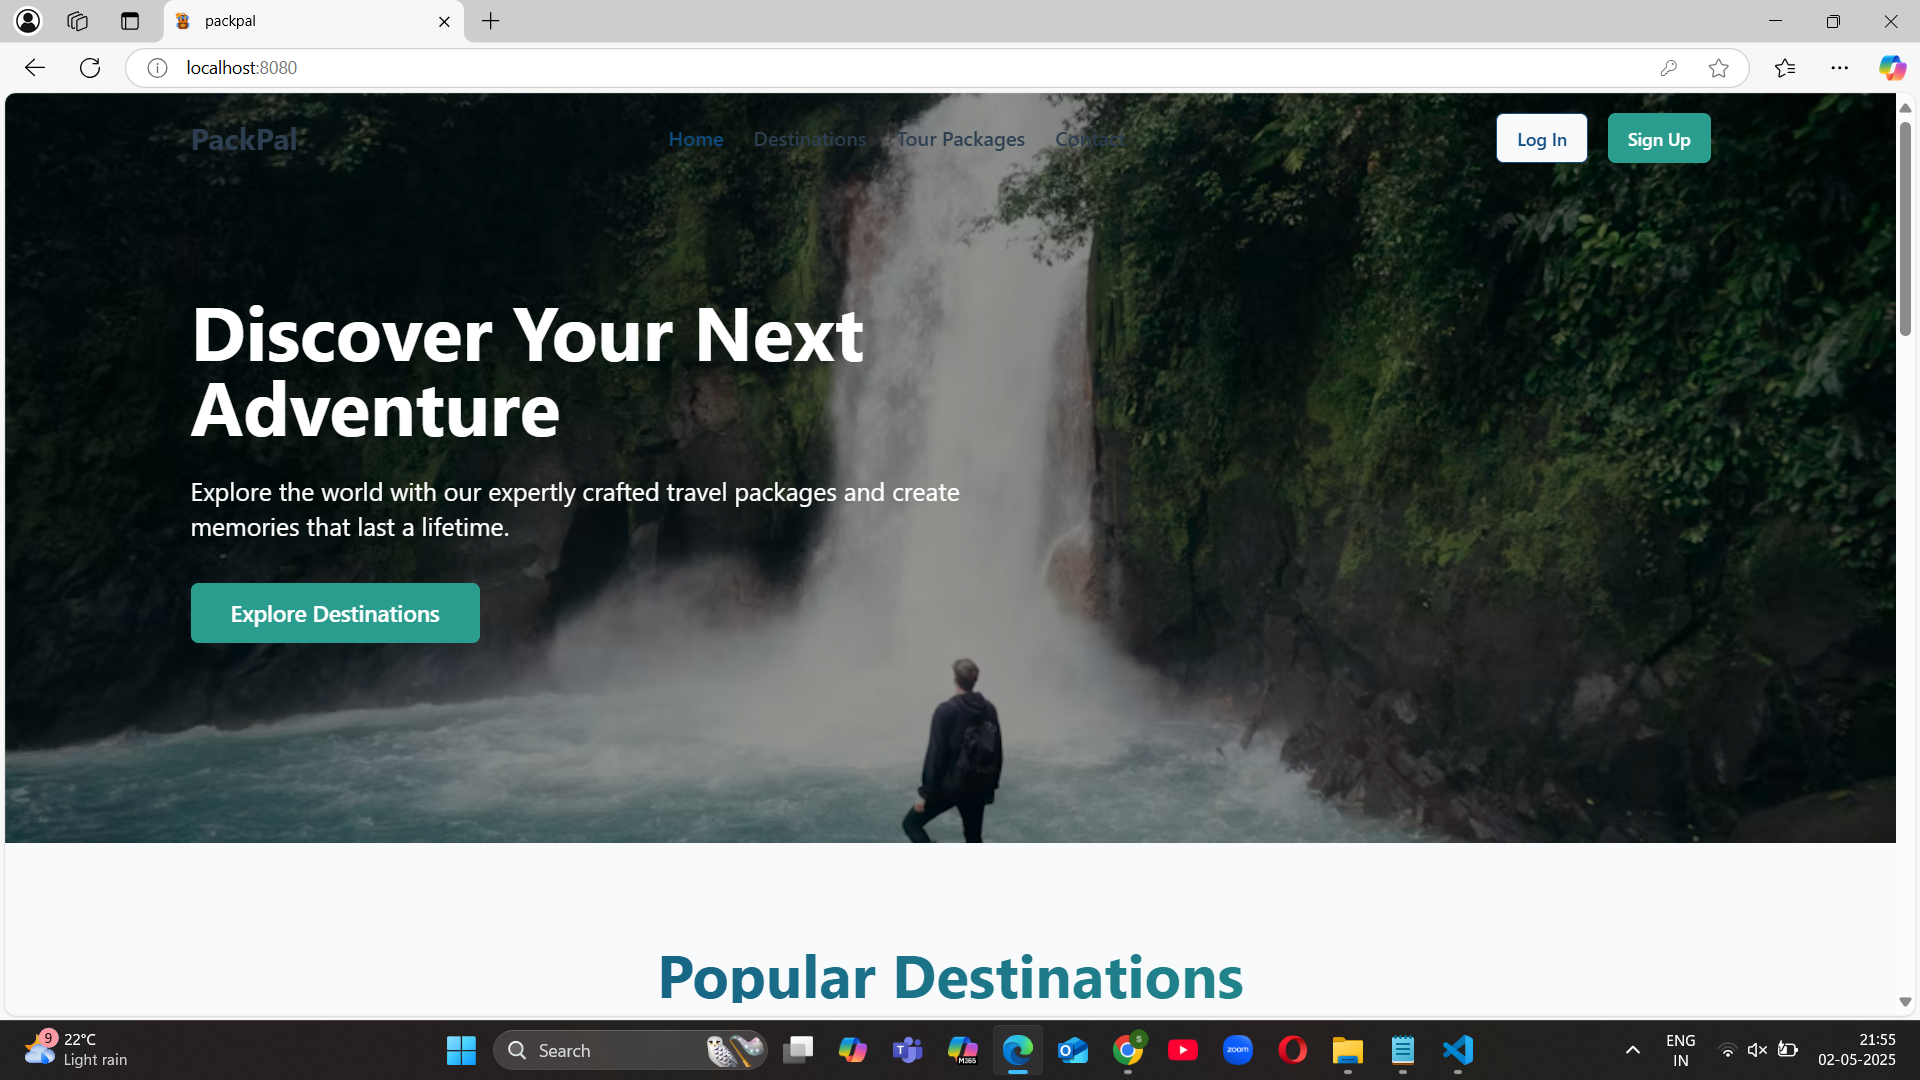 packpal
localhost:8080
PackPal
Home Destinations Tour Packages Contact
Log In Sign Up
Discover Your Next
Adventure
Explore the world with our expertly crafted travel packages and create
memories that last a lifetime.
Explore Destinations
Popular Destinations
9
22°C
Light rain
Search
T
M365
O
S
zoom
ENG
IN
21:55
02-05-2025